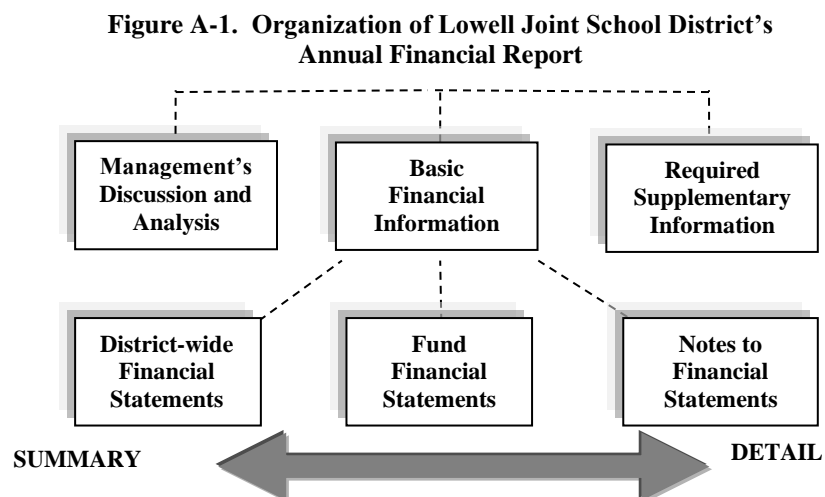 Figure A-1. Organization of Lowell Joint School District's
Annual Financial Report
Management's
Discussion and
Analysis
Basic
Financial
Information
Required
Supplementary
Information
District-wide
Financial
Statements
Fund
Financial
Statements
Notes to
Financial
Statements
SUMMARY
DETAIL